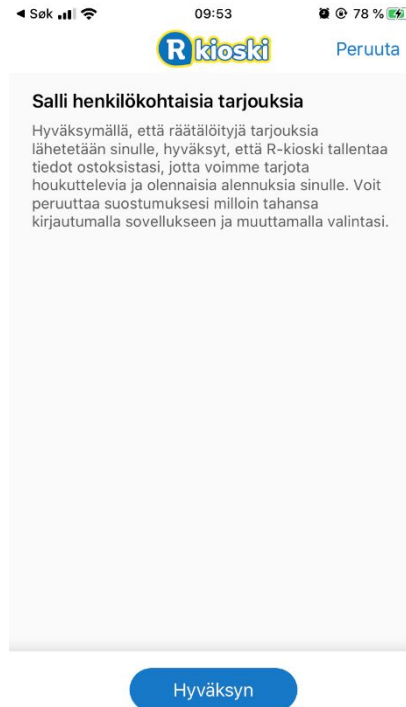 ◀ Søk 09:53 78 %
R kioski Peruuta
Salli henkilökohtaisia tarjouksia
Hyväksymällä, että räätälöityjä tarjouksia
lähetetään sinulle, hyväksyt, että R-kioski tallentaa
tiedot ostoksistasi, jotta voimme tarjota
houkuttelevia ja olennaisia alennuksia sinulle. Voit
peruuttaa suostumuksesi milloin tahansa
kirjautumalla sovellukseen ja muuttamalla valintasi.
Hyväksyn